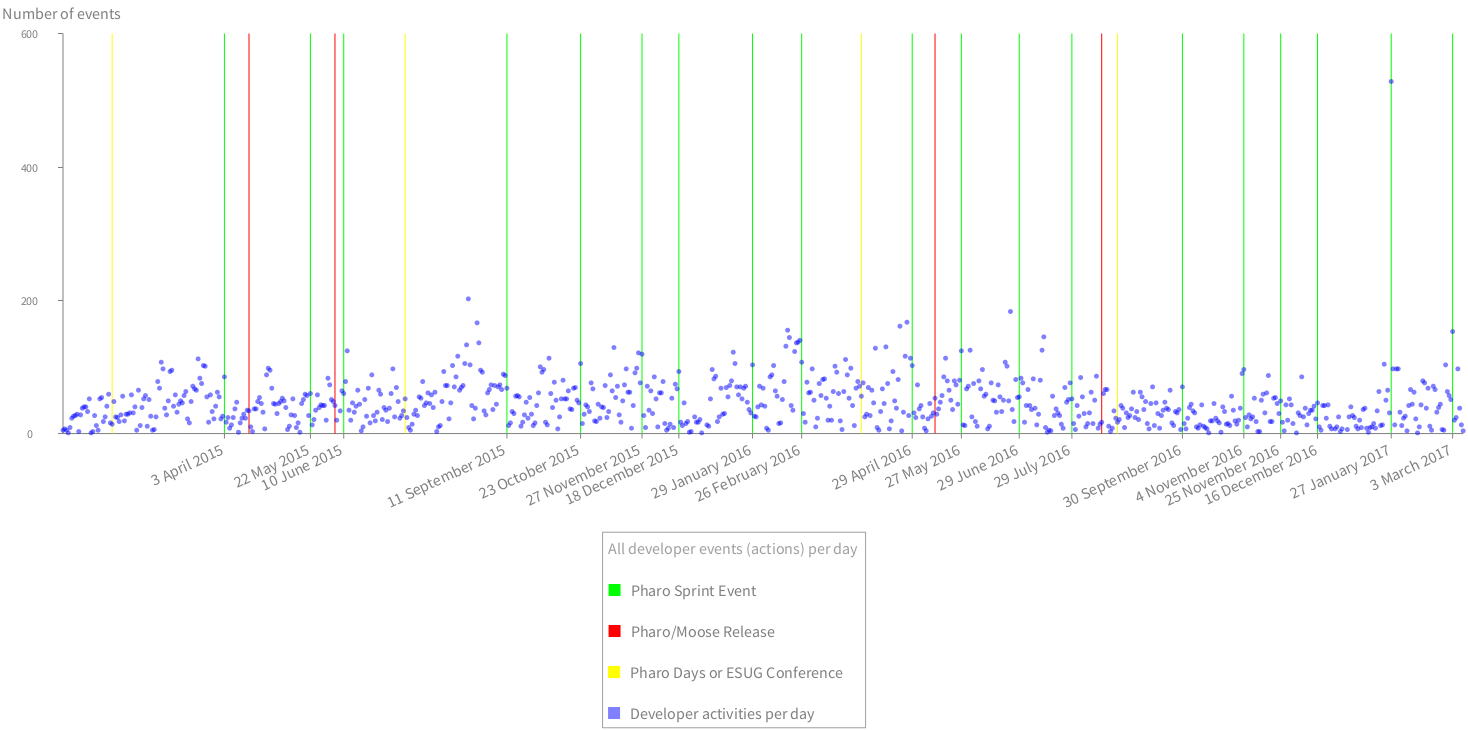 Number of events
600
400
200
0
3 April 2015
22 May 2015
10 June 2015
11 September 2015
23 October 2015
27 November 2015
18 December 2015
29 January 2016
26 February 2016
29 April 2016
27 May 2016
29 June 2016
29 July 2016
30 September 2016
4 November 2016
25 November 2016
16 December 2016
27 January 2017
3 March 2017
All developer events (actions) per day
Pharo Sprint Event
Pharo/Moose Release
Pharo Days or ESUG Conference
Developer activities per day